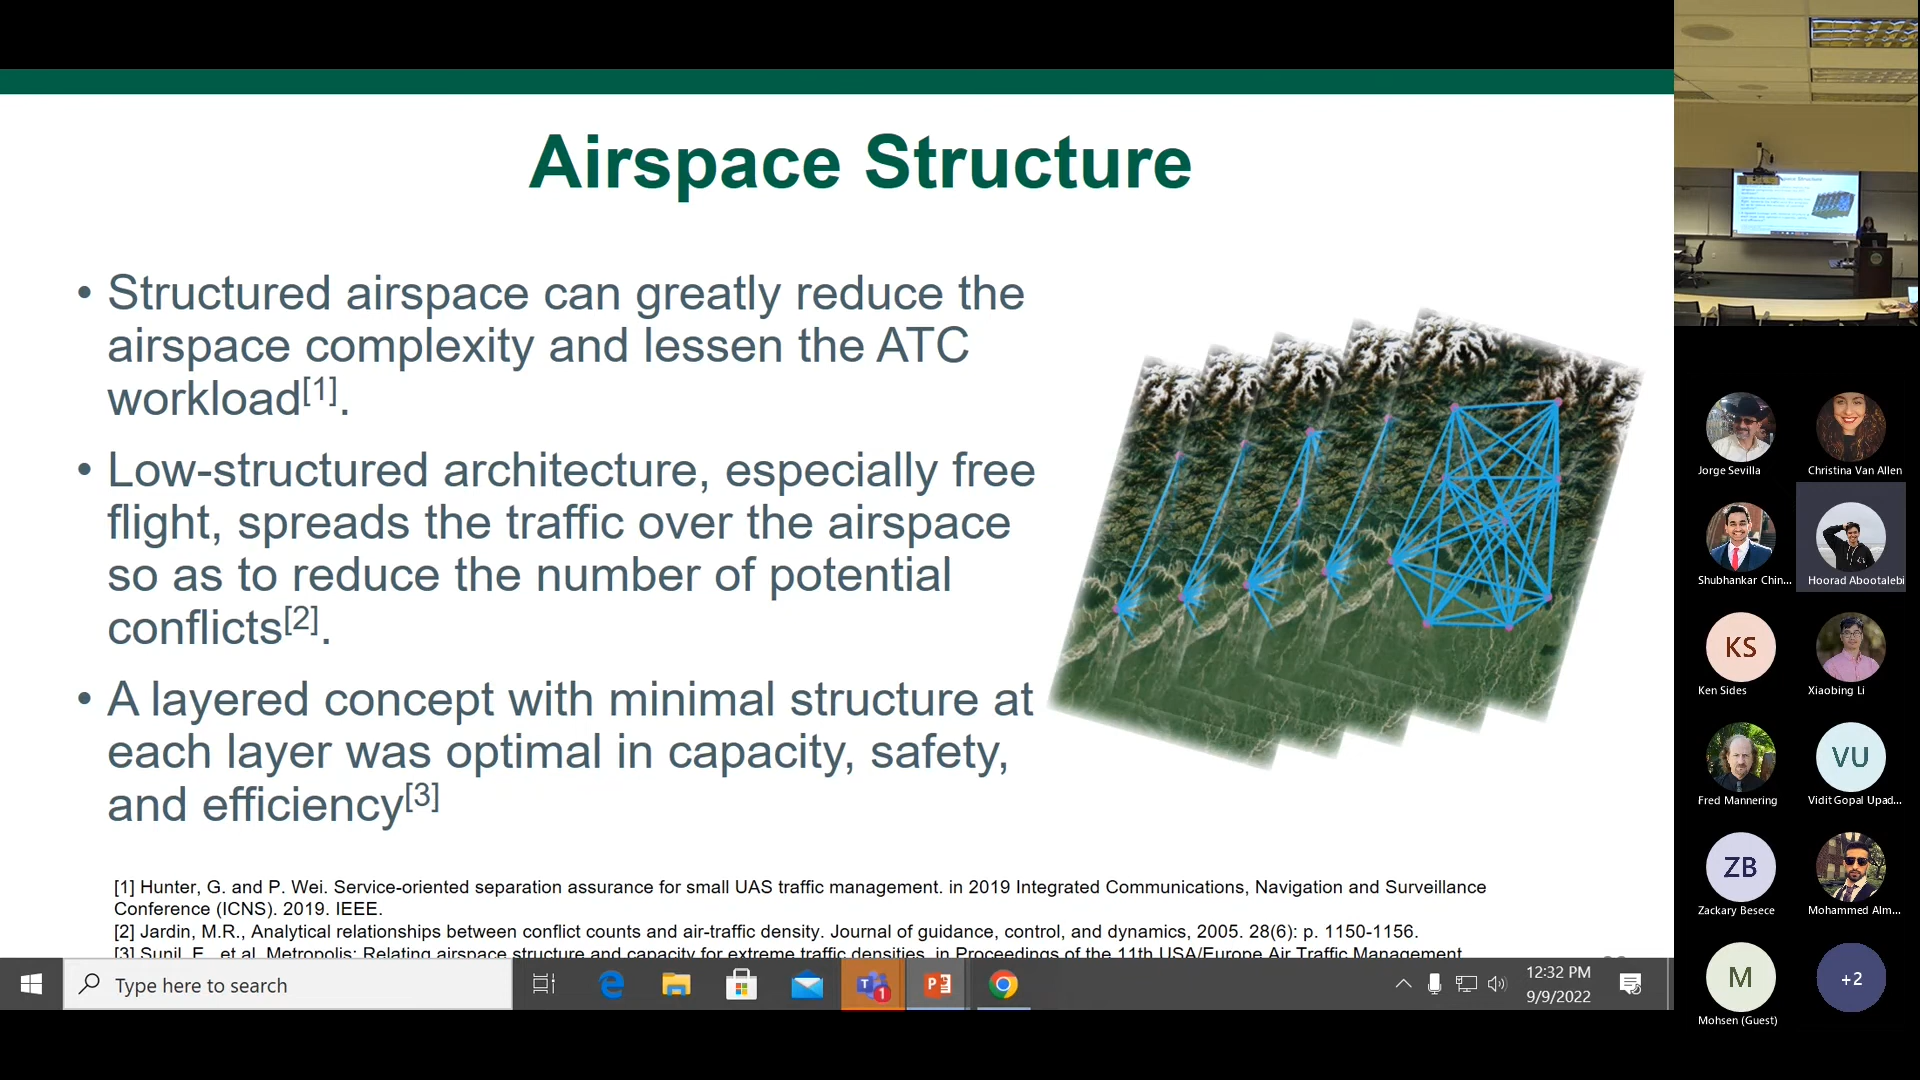 Airspace Structure
• Structured airspace can greatly reduce the
airspace complexity and lessen the ATC
workload[1].
• Low-structured architecture, especially free
flight, spreads the traffic over the airspace
so as to reduce the number of potential
conflicts[2].
• A layered concept with minimal structure at
each layer was optimal in capacity, safety,
and efficiency[3]
[1] Hunter, G. and P. Wei. Service-oriented separation assurance for small UAS traffic management. in 2019 Integrated Communications, Navigation and Surveillance
Conference (ICNS). 2019. IEEE.
[2] Jardin, M.R., Analytical relationships between conflict counts and air-traffic density. Journal of guidance, control, and dynamics, 2005. 28(6): p. 1150-1156.
[3] Sunil, E., et al. Metropolis: Relating airspace structure and capacity for extreme traffic densities. in Proceedings of the 11th USA/Europe Air Traffic Management
Type here to search
T 1
P
12:32 PM
9/9/2022
Jorge Sevilla
Christina Van Allen
Shubhankar Chin...
Hoorad Abootalebi
KS
Ken Sides
Xiaobing Li
Fred Mannering
VU
Vidit Gopal Upad...
ZB
Zackary Besece
Mohammed Alm...
M
Mohsen (Guest)
+2